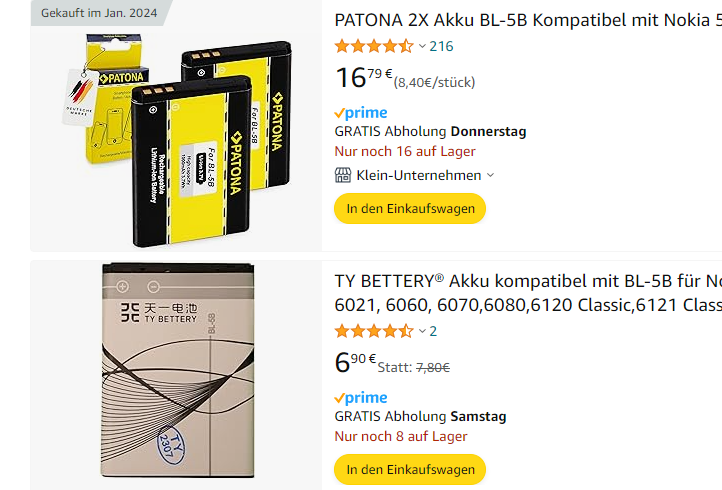 Gekauft im Jan. 2024
PATONA
DEUTSCHE
MARKE
Rechargeable
Lithium-Ion Battery
For BL-5B
PATONA
For BL-5B
PATONA
PATONA 2X Akku BL-5B Kompatibel mit Nokia 5
216
16 79 € (8,40€/stück)
prime
GRATIS Abholung Donnerstag
Nur noch 16 auf Lager
Klein-Unternehmen
In den Einkaufswagen
天一电池
TY BETTERY
BL-5B
TY
2307
TY BETTERY® Akku kompatibel mit BL-5B für No
6021, 6060, 6070,6080,6120 Classic,6121 Class
2
6 90 € Statt: 7,80€
prime
GRATIS Abholung Samstag
Nur noch 8 auf Lager
In den Einkaufswagen